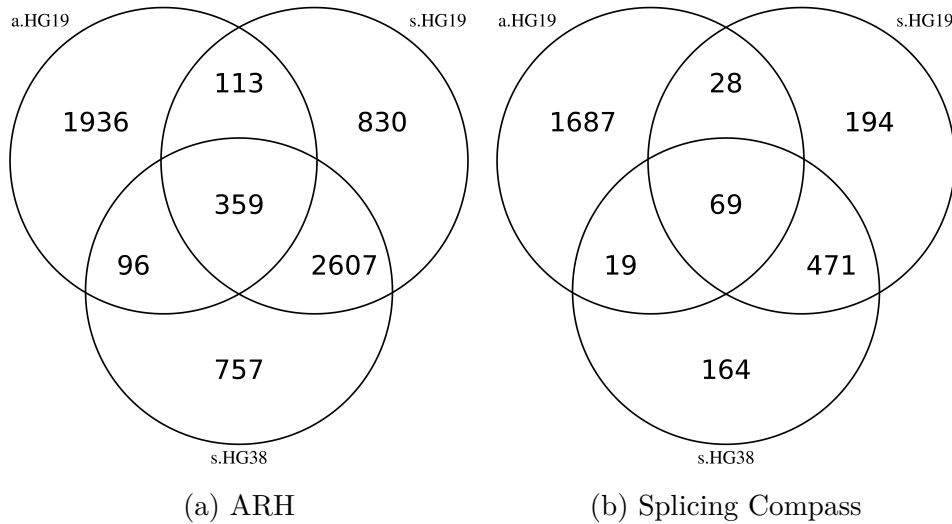 a.HG19 s.HG19 a.HG19 s.HG19
113 28
1936 830 1687 194
359 69
96 2607 19 471
757 164
s.HG38 s.HG38
(a) ARH (b) Splicing Compass